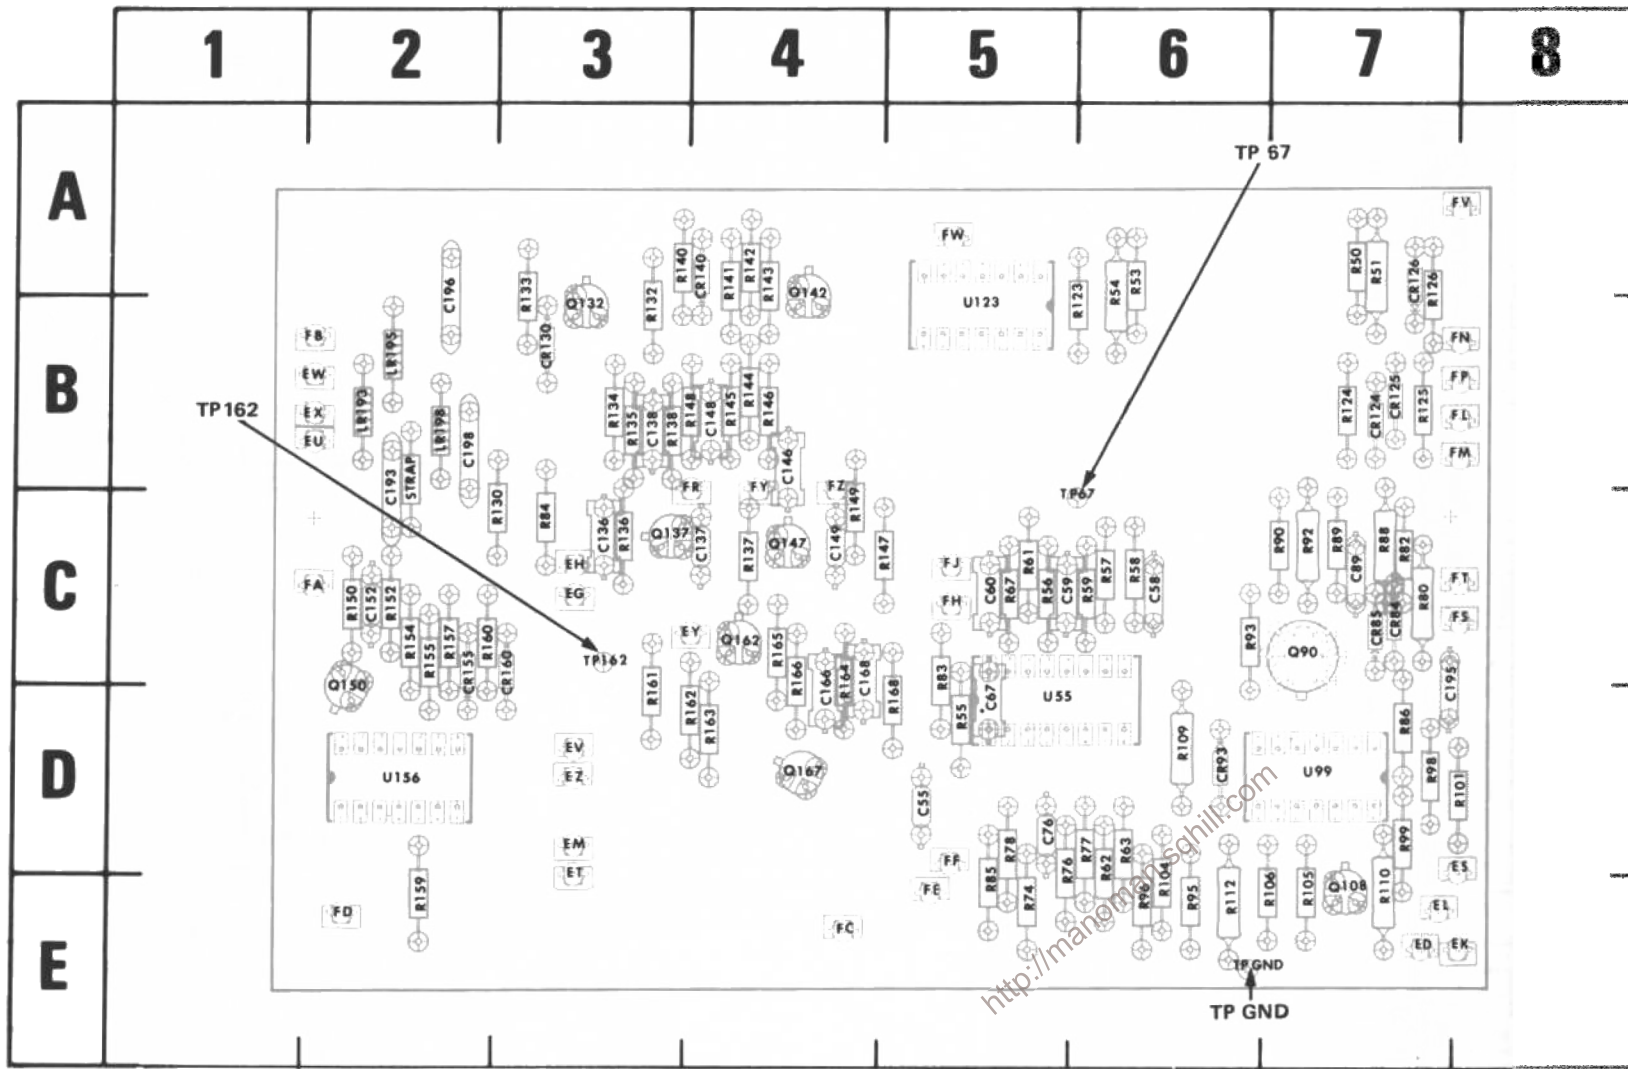 1 2 3 4 5 6 7 8
A
B
C
D
E
TP 67
TP162
TP GND
FV
FW
R140
CR140
R141
R142
R143
Q142
C196
R133
Q132
R132
CR130
U123
R123
R54
R53
R50
R51
CR126
R126
FB
EW
EX
EU
LR195
LR193
LR198
C198
C193
STRAP
R130
R134
R135
C138
R138
R148
C148
R145
R144
R146
C146
R124
CR124
CR125
R125
FN
FP
FL
FM
R84
C136
R136
FR
Q137
C137
FY
R137
Q147
FZ
C149
R149
R147
TP67
FJ
FH
C60
R67
R61
R56
C59
R59
R57
R58
C58
R90
R92
R89
C89
R88
R82
R80
CR85
CR84
FT
FS
FA
R150
C152
R152
R154
R155
R157
CR155
R160
CR160
Q150
EH
EG
TP162
EY
Q162
R161
R162
R163
R165
R166
C166
R164
C168
R168
R83
R55
C67
U55
R93
Q90
C195
U156
EV
EZ
Q167
C55
R109
CR93
U99
R86
R98
R101
R99
EM
ET
R159
FD
FC
FF
FE
R85
R78
R74
C76
R76
R77
R62
R63
R96
R104
R95
R112
R106
R105
Q108
R110
ES
EL
ED
EK
TP GND
http://manoman.sqhill.com